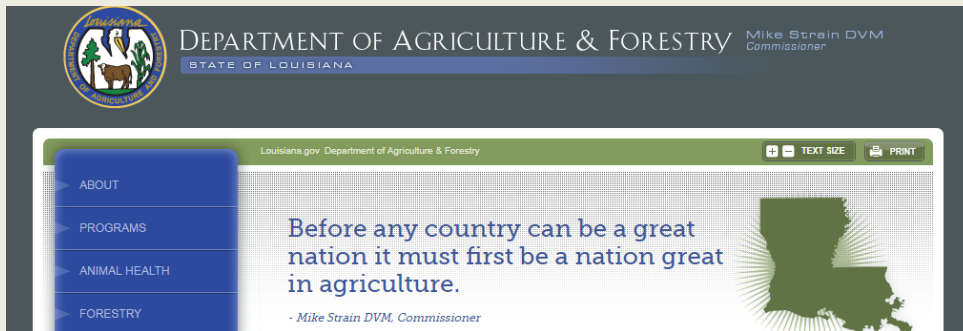 Louisiana
DEPARTMENT OF AGRICULTURE AND FORESTRY
DEPARTMENT OF AGRICULTURE & FORESTRY
Mike Strain DVM
Commissioner
STATE OF LOUISIANA
Louisiana.gov Department of Agriculture & Forestry
TEXT SIZE
PRINT
ABOUT
PROGRAMS
ANIMAL HEALTH
FORESTRY
Before any country can be a great
nation it must first be a nation great
in agriculture.
- Mike Strain DVM, Commissioner